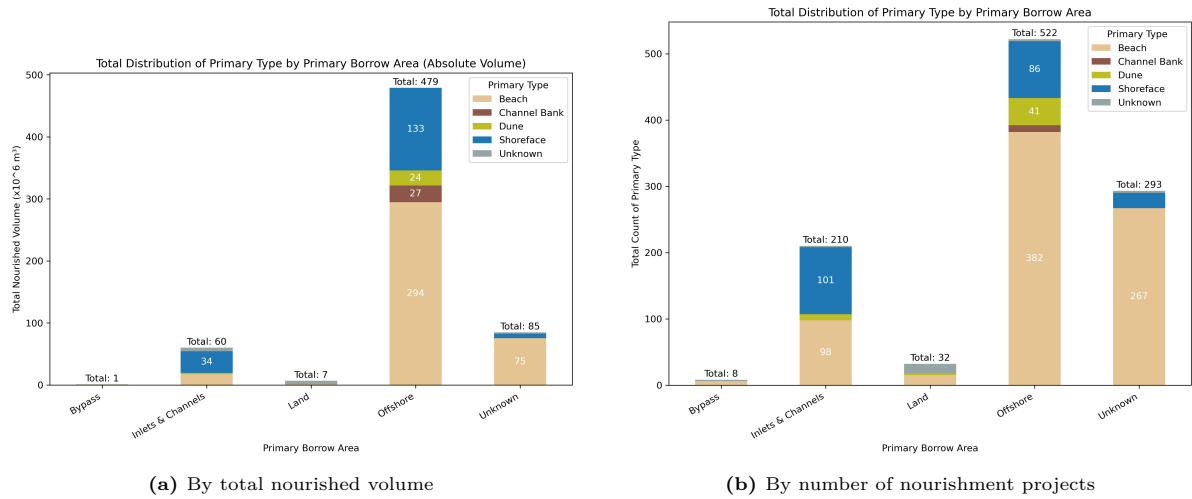 Total Distribution of Primary Type by Primary Borrow Area (Absolute Volume)
Total Nourished Volume (x10^6 m³)
500
400
300
200
100
0
Total: 1
Total: 60
34
Total: 7
Total: 479
133
24
27
294
Total: 85
75
Primary Type
Beach
Channel Bank
Dune
Shoreface
Unknown
Bypass
Inlets & Channels
Land
Offshore
Unknown
Primary Borrow Area
(a) By total nourished volume
Total Distribution of Primary Type by Primary Borrow Area
Total Count of Primary Type
500
400
300
200
100
0
Total: 8
Total: 210
101
98
Total: 32
Total: 522
86
41
382
Total: 293
267
Primary Type
Beach
Channel Bank
Dune
Shoreface
Unknown
Bypass
Inlets & Channels
Land
Offshore
Unknown
Primary Borrow Area
(b) By number of nourishment projects